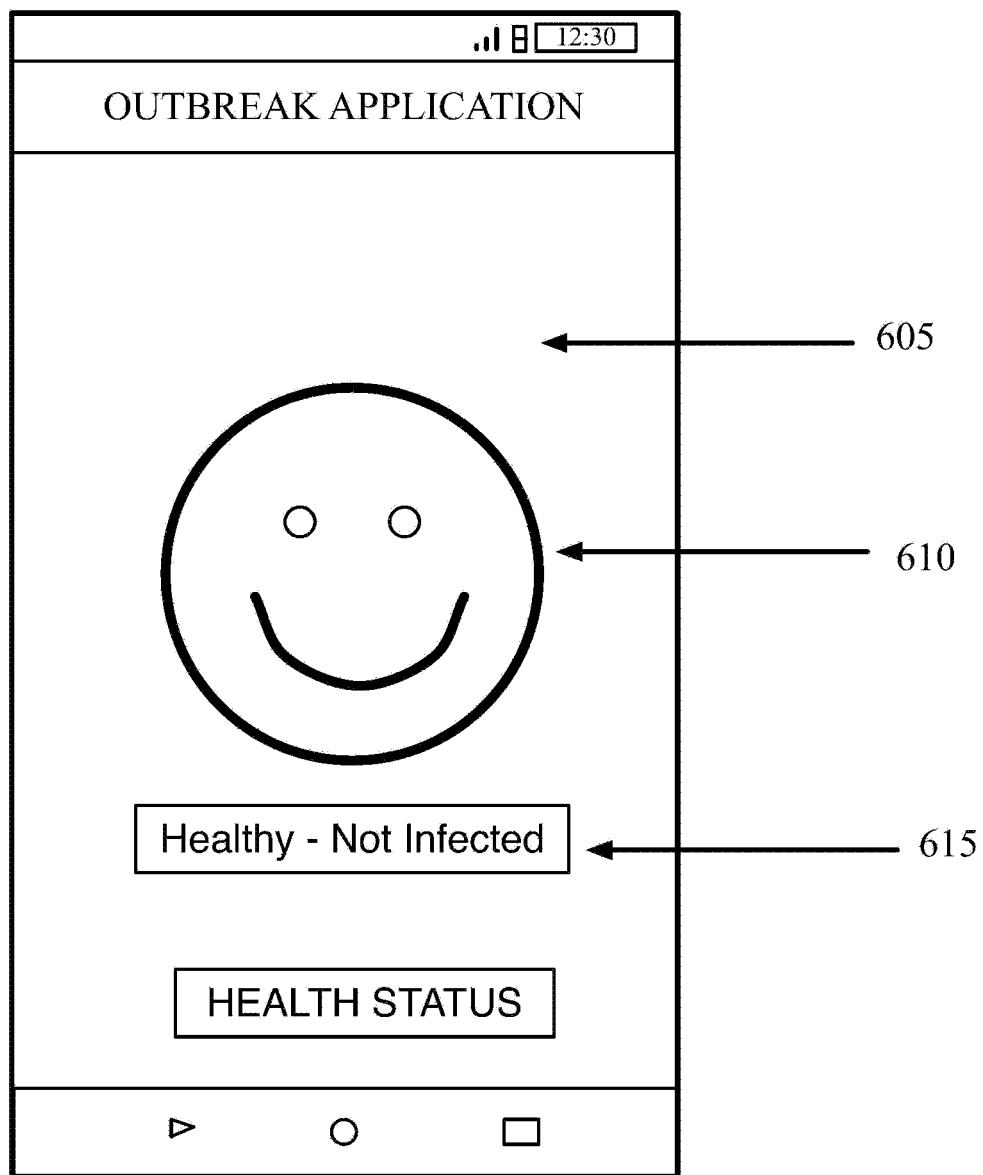 12:30
OUTBREAK APPLICATION
605
610
Healthy - Not Infected
615
HEALTH STATUS